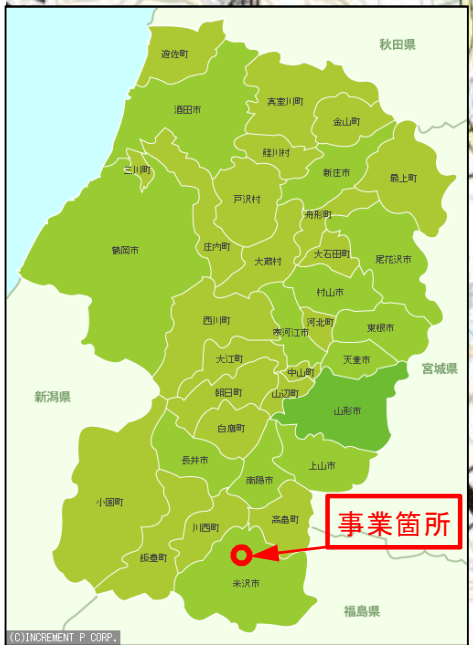 秋田県
遊佐町
真室川町
酒田市
金山町
鮭川村
新庄市
最上町
三川町
戸沢村
舟形町
鶴岡市
庄内町
大蔵村
大石田町
尾花沢市
村山市
西川町
寒河江市
河北町
東根市
大江町
天童市
宮城県
中山町
新潟県
朝日町
山辺町
山形市
白鷹町
長井市
南陽市
上山市
小国町
川西町
高畠町
事業箇所
飯豊町
米沢市
福島県
(C)INCREMENT P CORP.